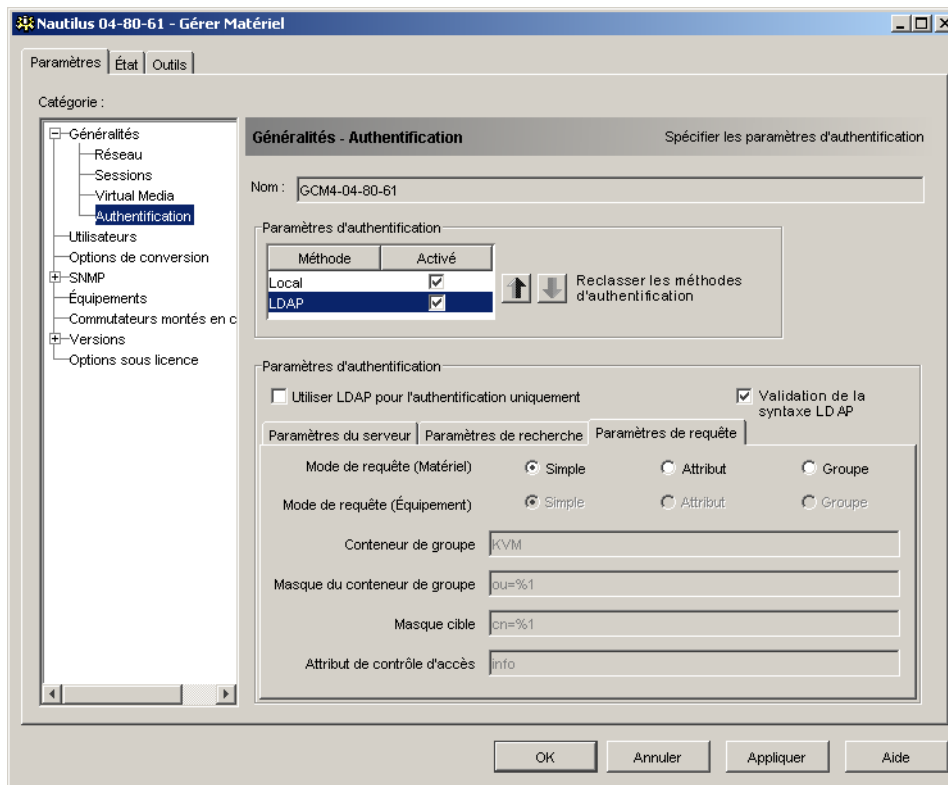 Nautilus 04-80-61 - Gérer Matériel
Paramètres
État
Outils
Catégorie :
Généralités
Réseau
Sessions
Virtual Media
Authentification
Utilisateurs
Options de conversion
SNMP
Équipements
Commutateurs montés en c
Versions
Options sous licence
Généralités - Authentification
Spécifier les paramètres d'authentification
Nom :
GCM4-04-80-61
Paramètres d'authentification
Méthode
Activé
Local
LDAP
Reclasser les méthodes
d'authentification
Paramètres d'authentification
Utiliser LDAP pour l'authentification uniquement
Validation de la
syntaxe LDAP
Paramètres du serveur
Paramètres de recherche
Paramètres de requête
Mode de requête (Matériel)
Simple
Attribut
Groupe
Mode de requête (Équipement)
Simple
Attribut
Groupe
Conteneur de groupe
KVM
Masque du conteneur de groupe
ou=%1
Masque cible
cn=%1
Attribut de contrôle d'accès
info
OK
Annuler
Appliquer
Aide